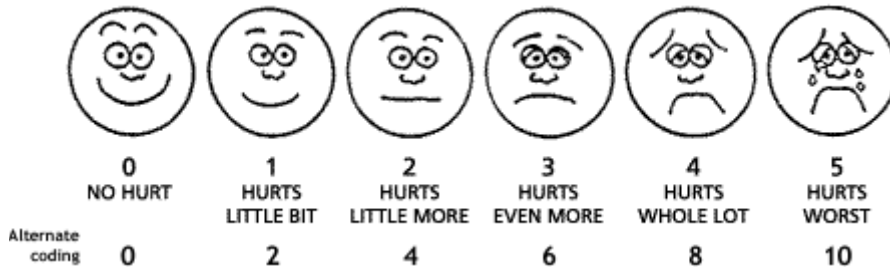 0 1 2 3 4 5
NO HURT HURTS HURTS HURTS HURTS HURTS
LITTLE BIT LITTLE MORE EVEN MORE WHOLE LOT WORST
Alternate
coding 0 2 4 6 8 10